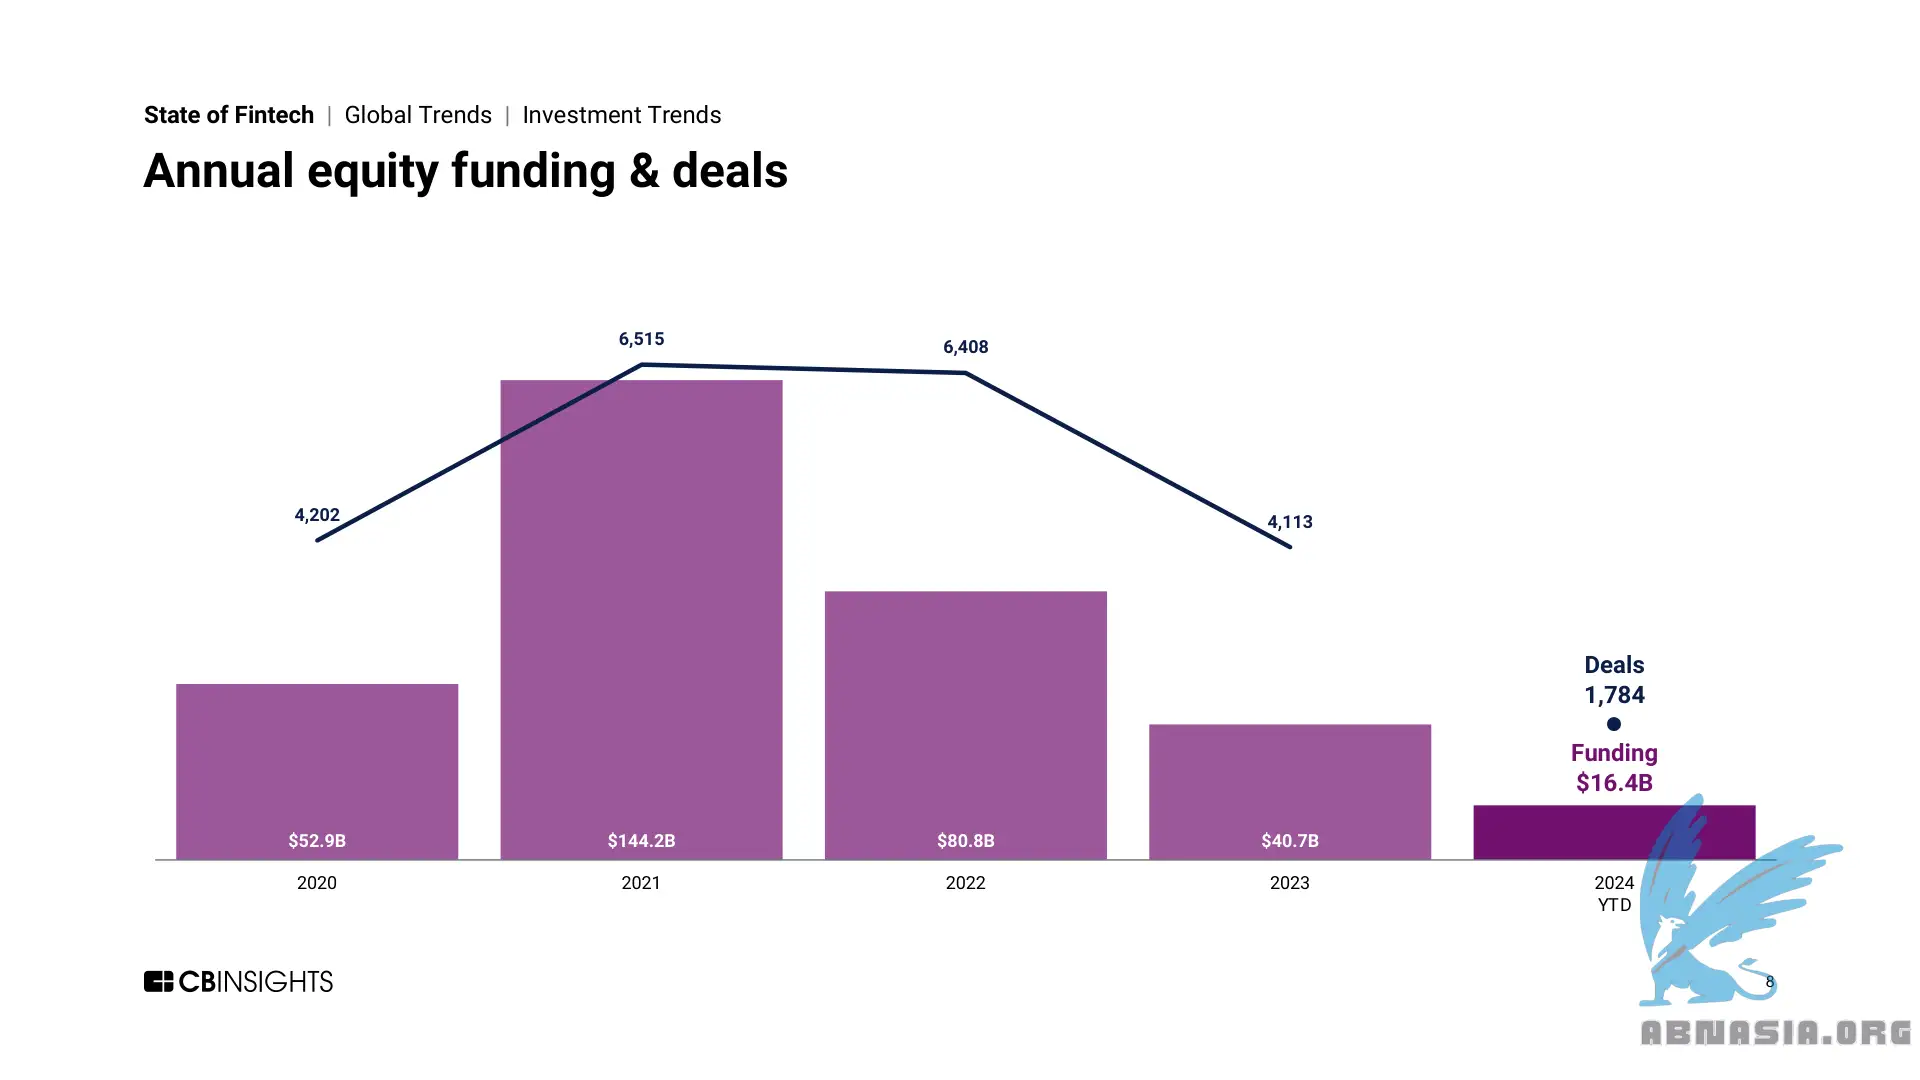 State of Fintech | Global Trends | Investment Trends
Annual equity funding & deals
6,515
6,408
4,202
4,113
Deals
1,784
Funding
$16.4B
$52.9B
$144.2B
$80.8B
$40.7B
2020
2021
2022
2023
2024
YTD
CBINSIGHTS
8
ABNASIA.ORG